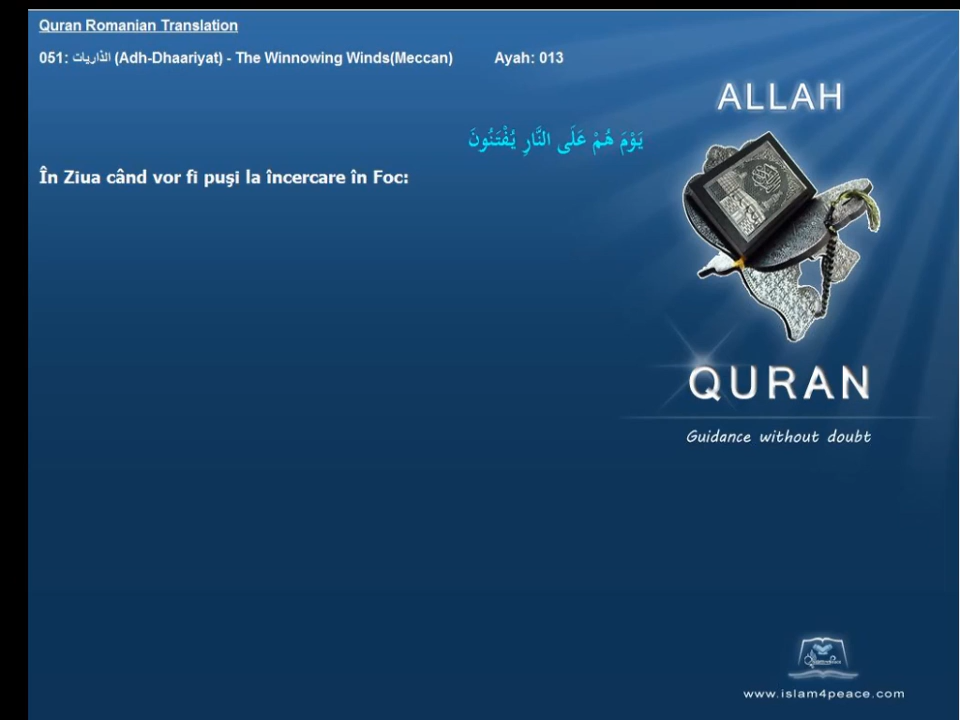 Quran Romanian Translation
051: الذاريات (Adh-Dhaariyat) - The Winnowing Winds(Meccan) Ayah: 013
ALLAH
يَوْمَ هُمْ عَلَى النَّارِ يُفْتَنُونَ
În Ziua când vor fi puşi la încercare în Foc:
QURAN
Guidance without doubt
www.islam4peace.com